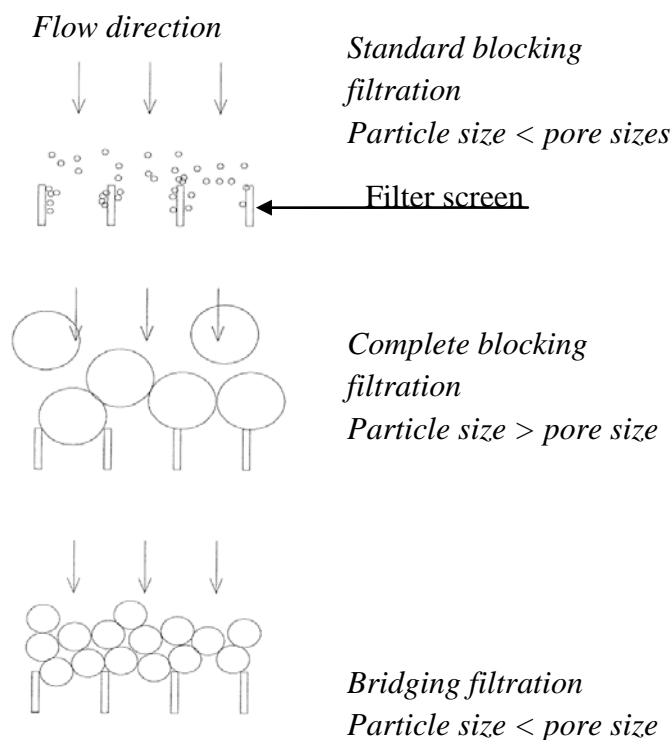 Flow direction
Standard blocking
filtration
Particle size < pore sizes
Filter screen
Complete blocking
filtration
Particle size > pore size
Bridging filtration
Particle size < pore size